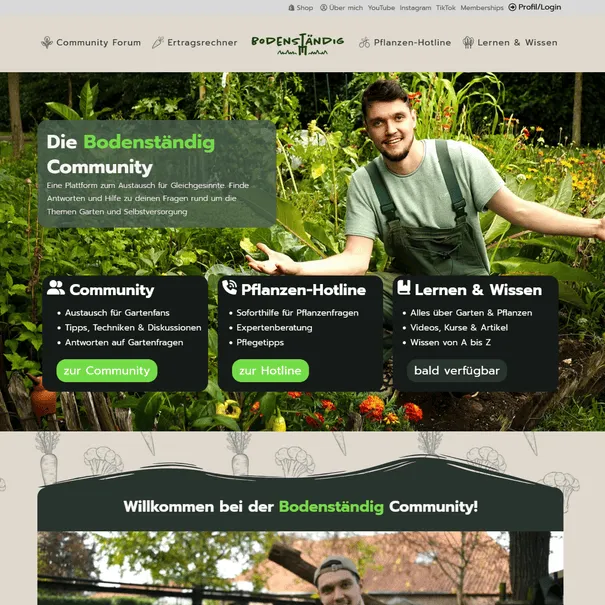 Shop Über mich YouTube Instagram TikTok Memberships Profil/Login
Community Forum Ertragsrechner BODENSTÄNDIG Pflanzen-Hotline Lernen & Wissen
Die Bodenständig
Community
Eine Plattform zum Austausch für Gleichgesinnte. Finde
Antworten und Hilfe zu deinen Fragen rund um die
Themen Garten und Selbstversorgung
Community
Austausch für Gartenfans
Tipps, Techniken & Diskussionen
Antworten auf Gartenfragen
zur Community
Pflanzen-Hotline
Soforthilfe für Pflanzenfragen
Expertenberatung
Pflegetipps
zur Hotline
Lernen & Wissen
Alles über Garten & Pflanzen
Videos, Kurse & Artikel
Wissen von A bis Z
bald verfügbar
Willkommen bei der Bodenständig Community!